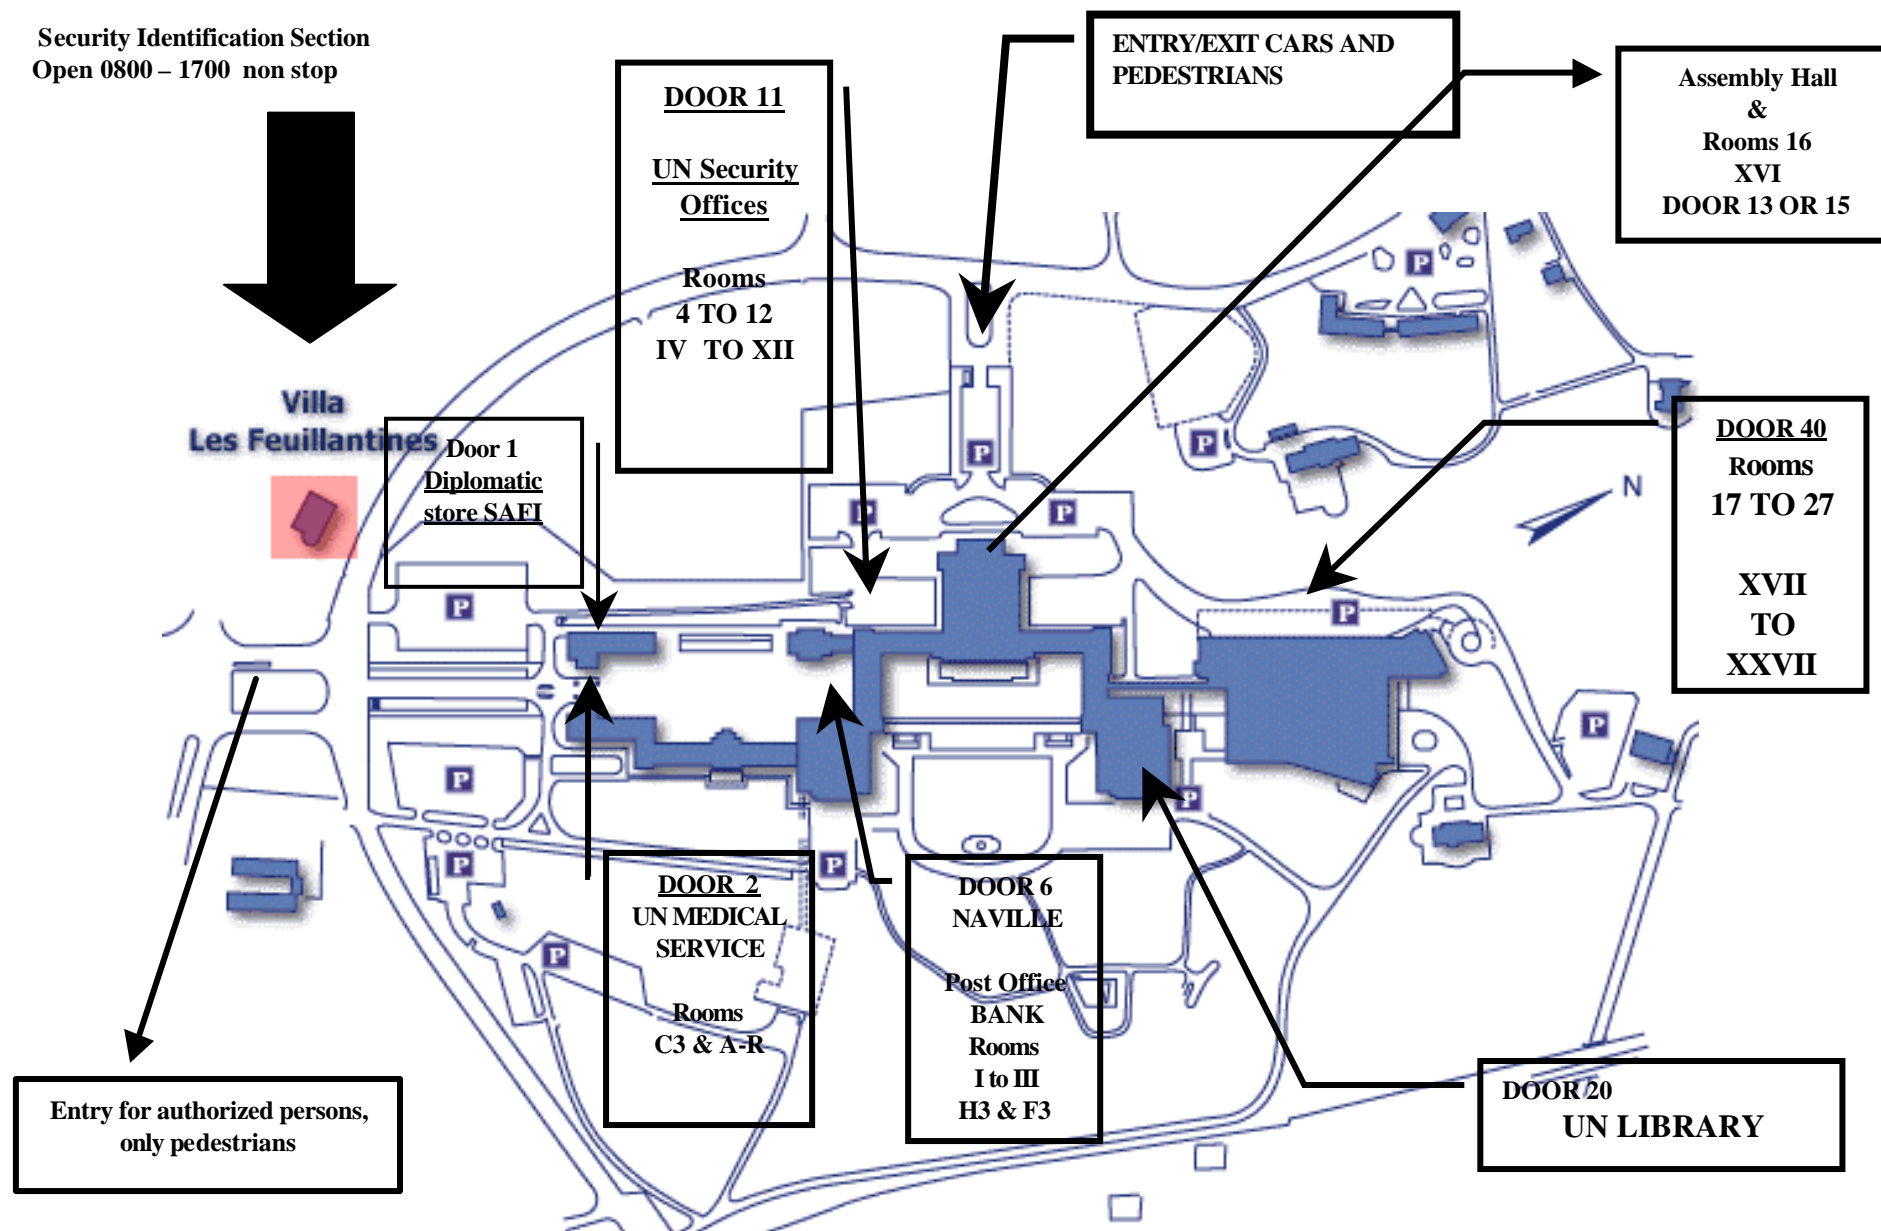 Security Identification Section
Open 0800 – 1700 non stop
ENTRY/EXIT CARS AND
PEDESTRIANS
Assembly Hall
&
Rooms 16
XVI
DOOR 13 OR 15
DOOR 11
UN Security
Offices
Rooms
4 TO 12
IV TO XII
Villa
Les Feuillantines
Door 1
Diplomatic
store SAFI
DOOR 40
Rooms
17 TO 27
XVII
TO
XXVII
N
P
P
P
P
P
P
P
P
P
P
P
P
P
P
DOOR 2
UN MEDICAL
SERVICE
Rooms
C3 & A-R
DOOR 6
NAVILLE
Post Office
BANK
Rooms
I to III
H3 & F3
DOOR 20
UN LIBRARY
Entry for authorized persons,
only pedestrians